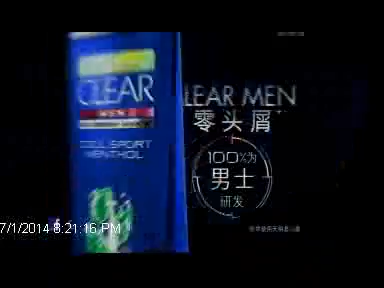 CLEAR
MEN
COOL SPORT
MENTHOL
LEAR MEN
零头屑
100%为
男士
研发
7/1/2014 8:21:16 PM